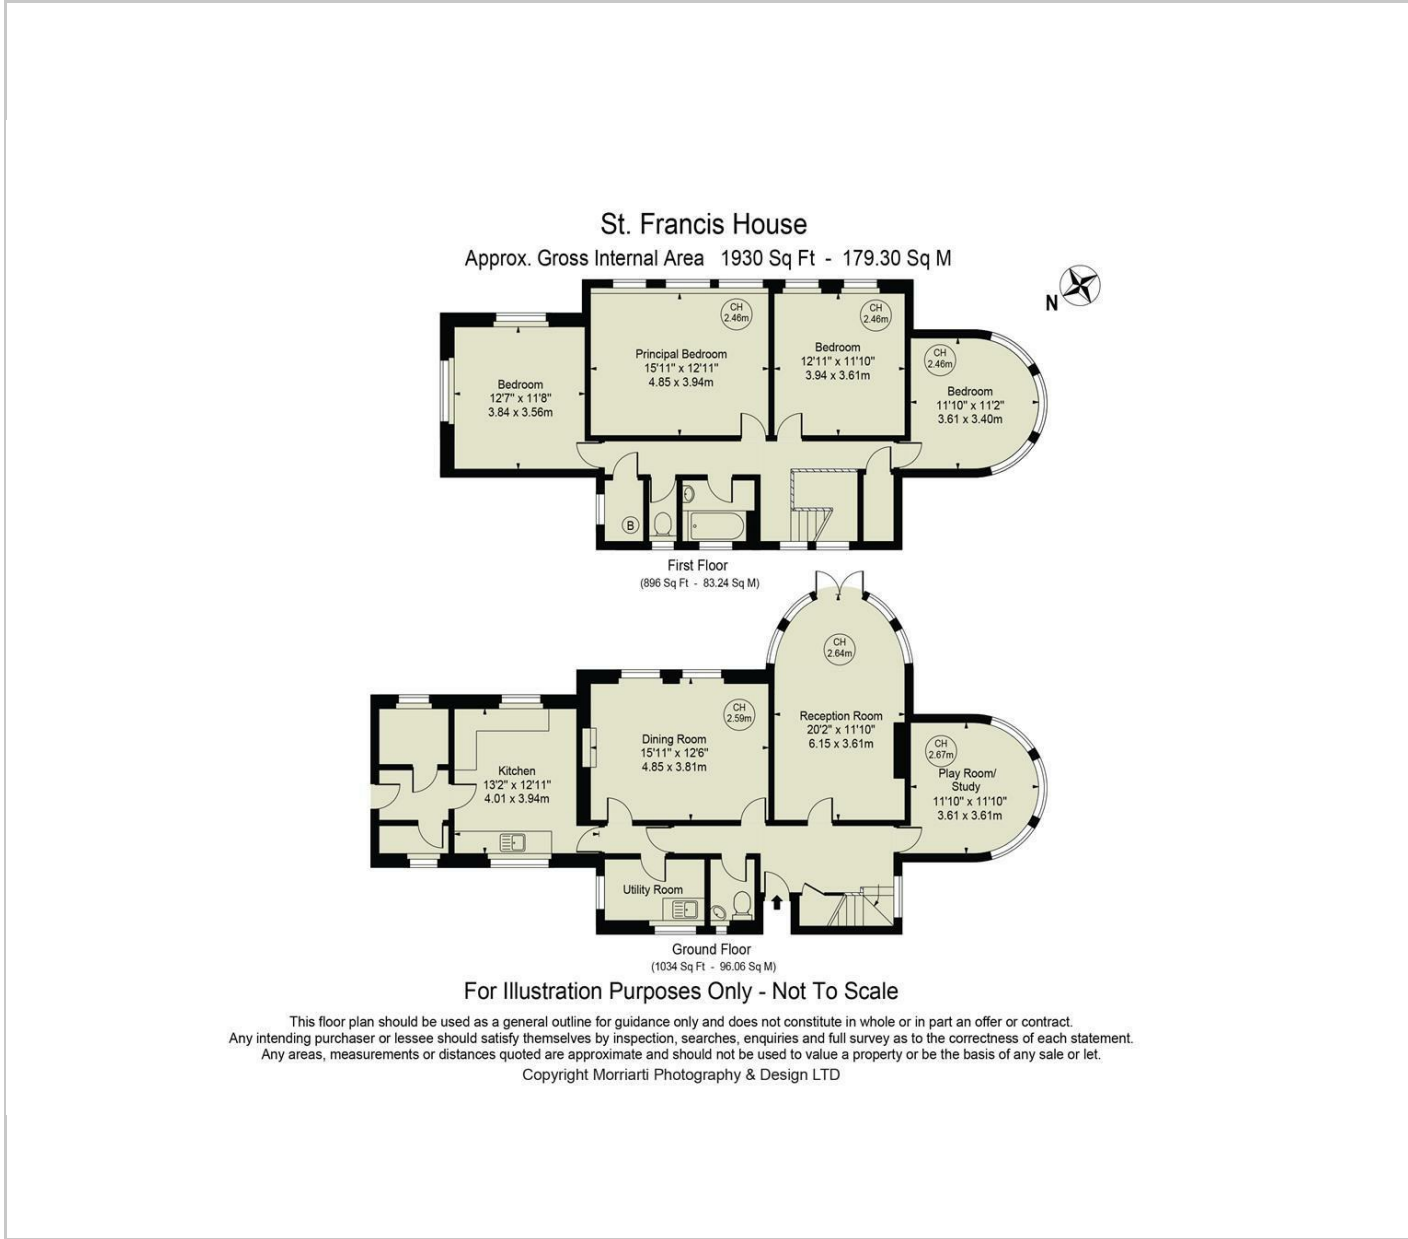 St. Francis House
Approx. Gross Internal Area 1930 Sq Ft - 179.30 Sq M
N
CH
2.46m
CH
2.46m
Principal Bedroom
15'11" x 12'11"
4.85 x 3.94m
Bedroom
12'11" x 11'10"
3.94 x 3.61m
CH
2.46m
Bedroom
12'7" x 11'8"
3.84 x 3.56m
Bedroom
11'10" x 11'2"
3.61 x 3.40m
B
First Floor
(896 Sq Ft - 83.24 Sq M)
CH
2.64m
CH
2.59m
Reception Room
20'2" x 11'10"
6.15 x 3.61m
Dining Room
15'11" x 12'6"
4.85 x 3.81m
CH
2.67m
Kitchen
13'2" x 12'11"
4.01 x 3.94m
Play Room/
Study
11'10" x 11'10"
3.61 x 3.61m
Utility Room
Ground Floor
(1034 Sq Ft - 96.06 Sq M)
For Illustration Purposes Only - Not To Scale
This floor plan should be used as a general outline for guidance only and does not constitute in whole or in part an offer or contract.
Any intending purchaser or lessee should satisfy themselves by inspection, searches, enquiries and full survey as to the correctness of each statement.
Any areas, measurements or distances quoted are approximate and should not be used to value a property or be the basis of any sale or let.
Copyright Morriarti Photography & Design LTD